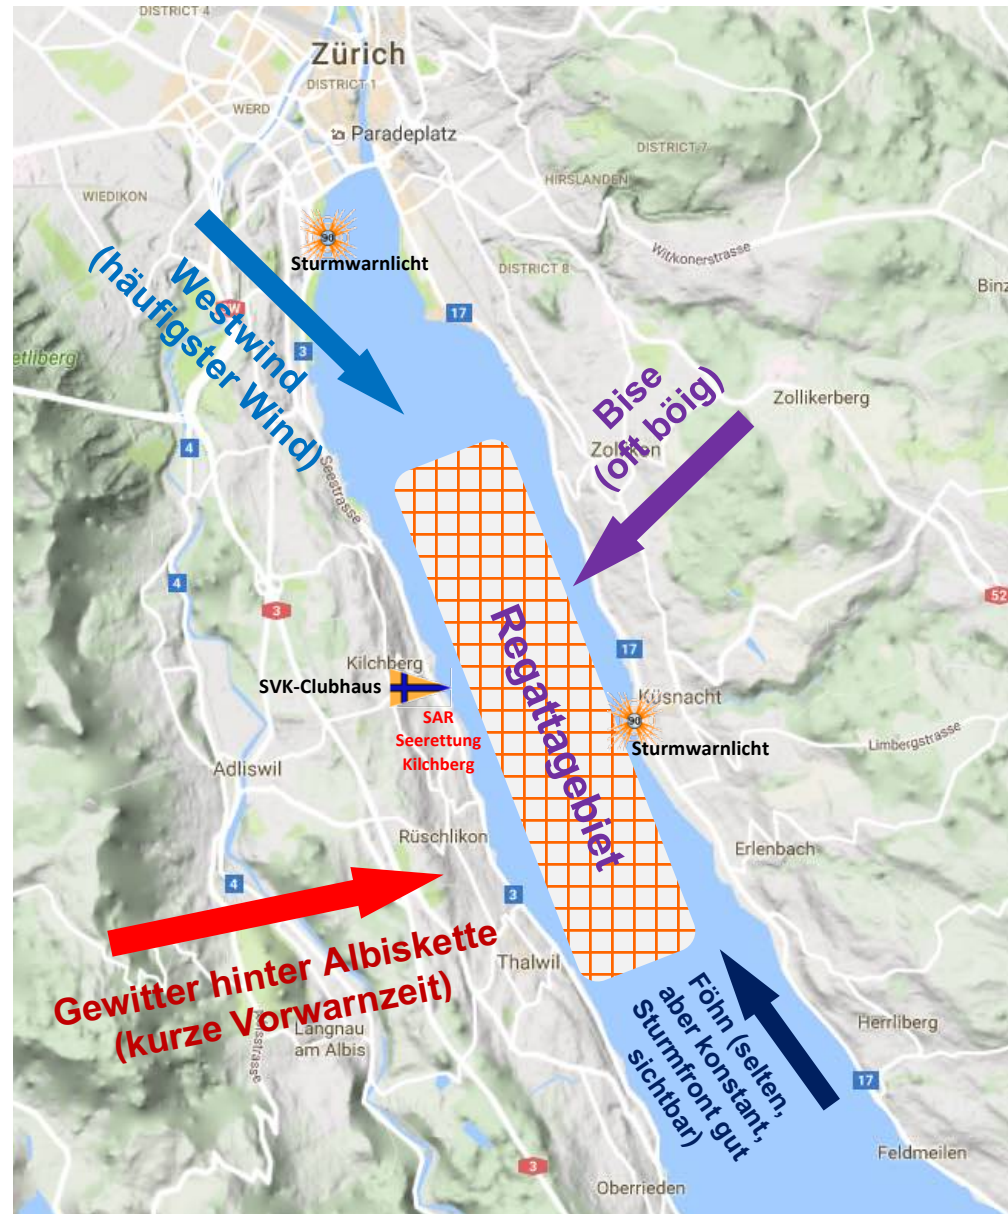 DISTRICT 4
Zürich
DISTRICT 1
WERD
Paradeplatz
DISTRICT 7
HIRSLANDEN
WIEDIKON
Witikonerstrasse
90
Sturmwarnlicht
DISTRICT 8
Binz
Westwind
(häufigster Wind)
W
17
3
etliberg
Bise
(oft böig)
Zollikerberg
Zollikon
4
Seestrasse
4
3
52
17
Kilchberg
SVK-Clubhaus
SAR
Seerettung
Kilchberg
Regattagebiet
Küsnacht
90
Sturmwarnlicht
Limbergstrasse
Adliswil
Rüschlikon
Erlenbach
4
3
Gewitter hinter Albiskette
(kurze Vorwarnzeit)
Thalwil
Langnau
am Albis
Föhn (selten,
aber konstant,
Sturmfront gut
sichtbar)
Herrliberg
17
Feldmeilen
3
Oberrieden